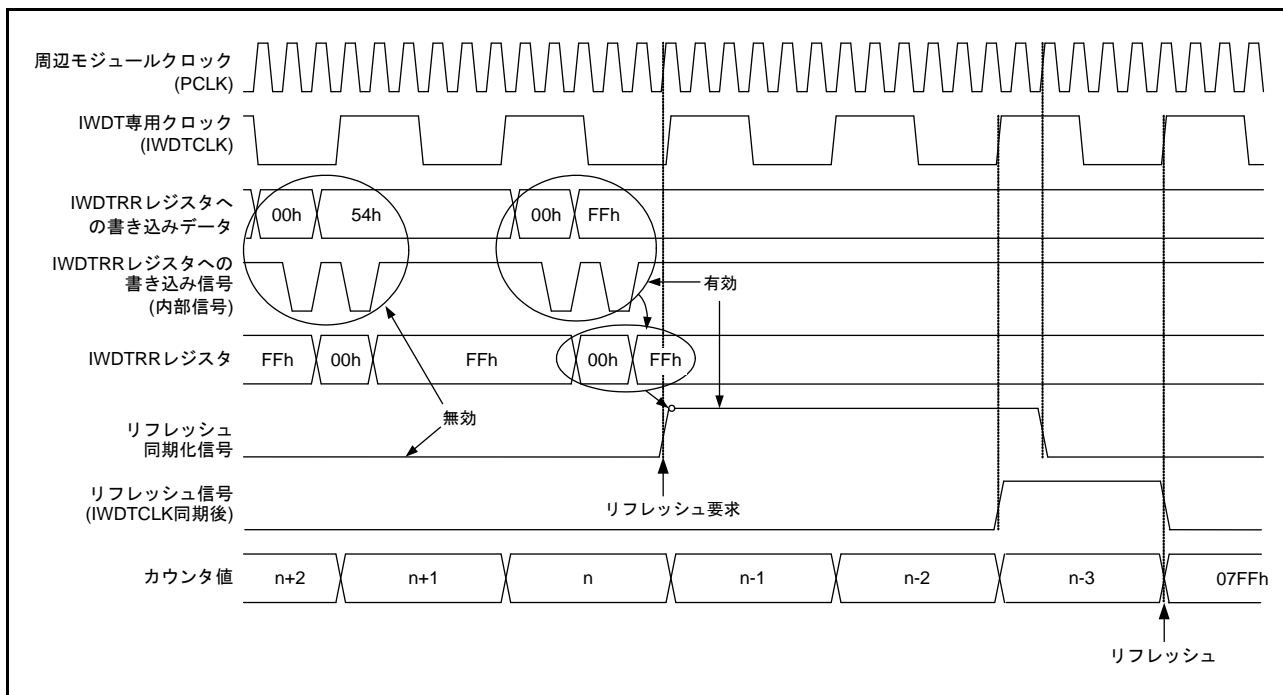 周辺モジュールクロック
(PCLK)
IWDT専用クロック
(IWDTCLK)
IWDTRRレジスタへ
の書き込みデータ
00h
54h
00h
FFh
IWDTRRレジスタへの
書き込み信号
(内部信号)
有効
IWDTRRレジスタ
FFh
00h
FFh
00h
FFh
無効
リフレッシュ
同期化信号
リフレッシュ要求
リフレッシュ信号
(IWDTCLK同期後)
カウンタ値
n+2
n+1
n
n-1
n-2
n-3
07FFh
リフレッシュ